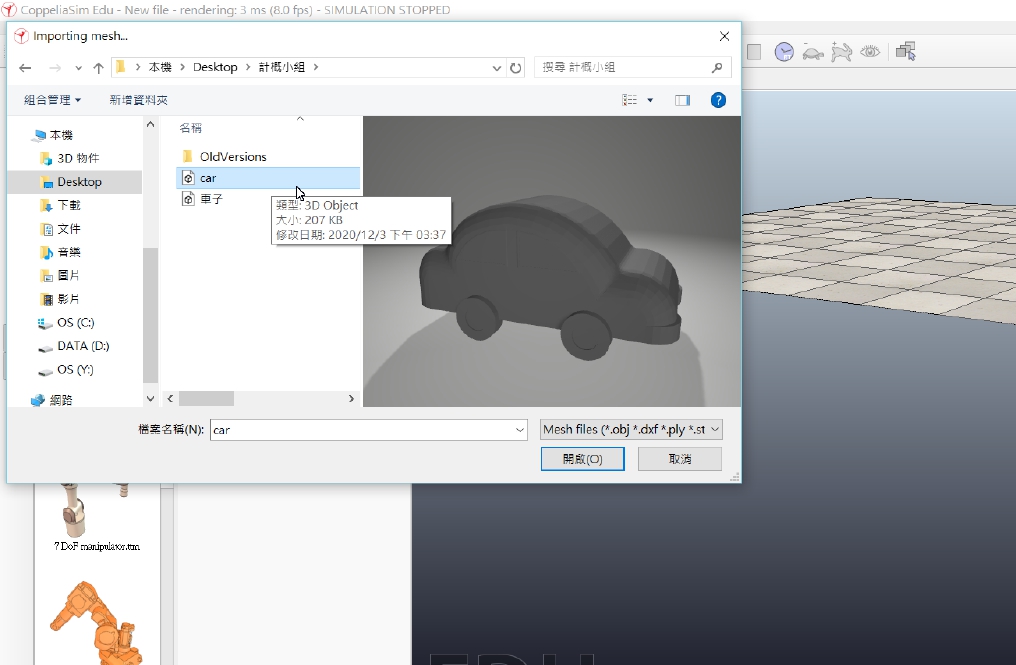 CoppeliaSim Edu - New file - rendering: 3 ms (8.0 fps) - SIMULATION STOPPED
Importing mesh...
本機 > Desktop > 計概小組 >
搜尋 計概小組
組合管理
新增資料夾
本機
3D 物件
Desktop
下載
文件
音樂
圖片
影片
OS (C:)
DATA (D:)
OS (Y:)
網路
名稱
OldVersions
car
車子
類型: 3D Object
大小: 207 KB
修改日期: 2020/12/3 下午 03:37
檔案名稱(N):
car
Mesh files (*.obj *.dxf *.ply *.st
開啟(O)
取消
7 DoF manipulator.ttm
EDU